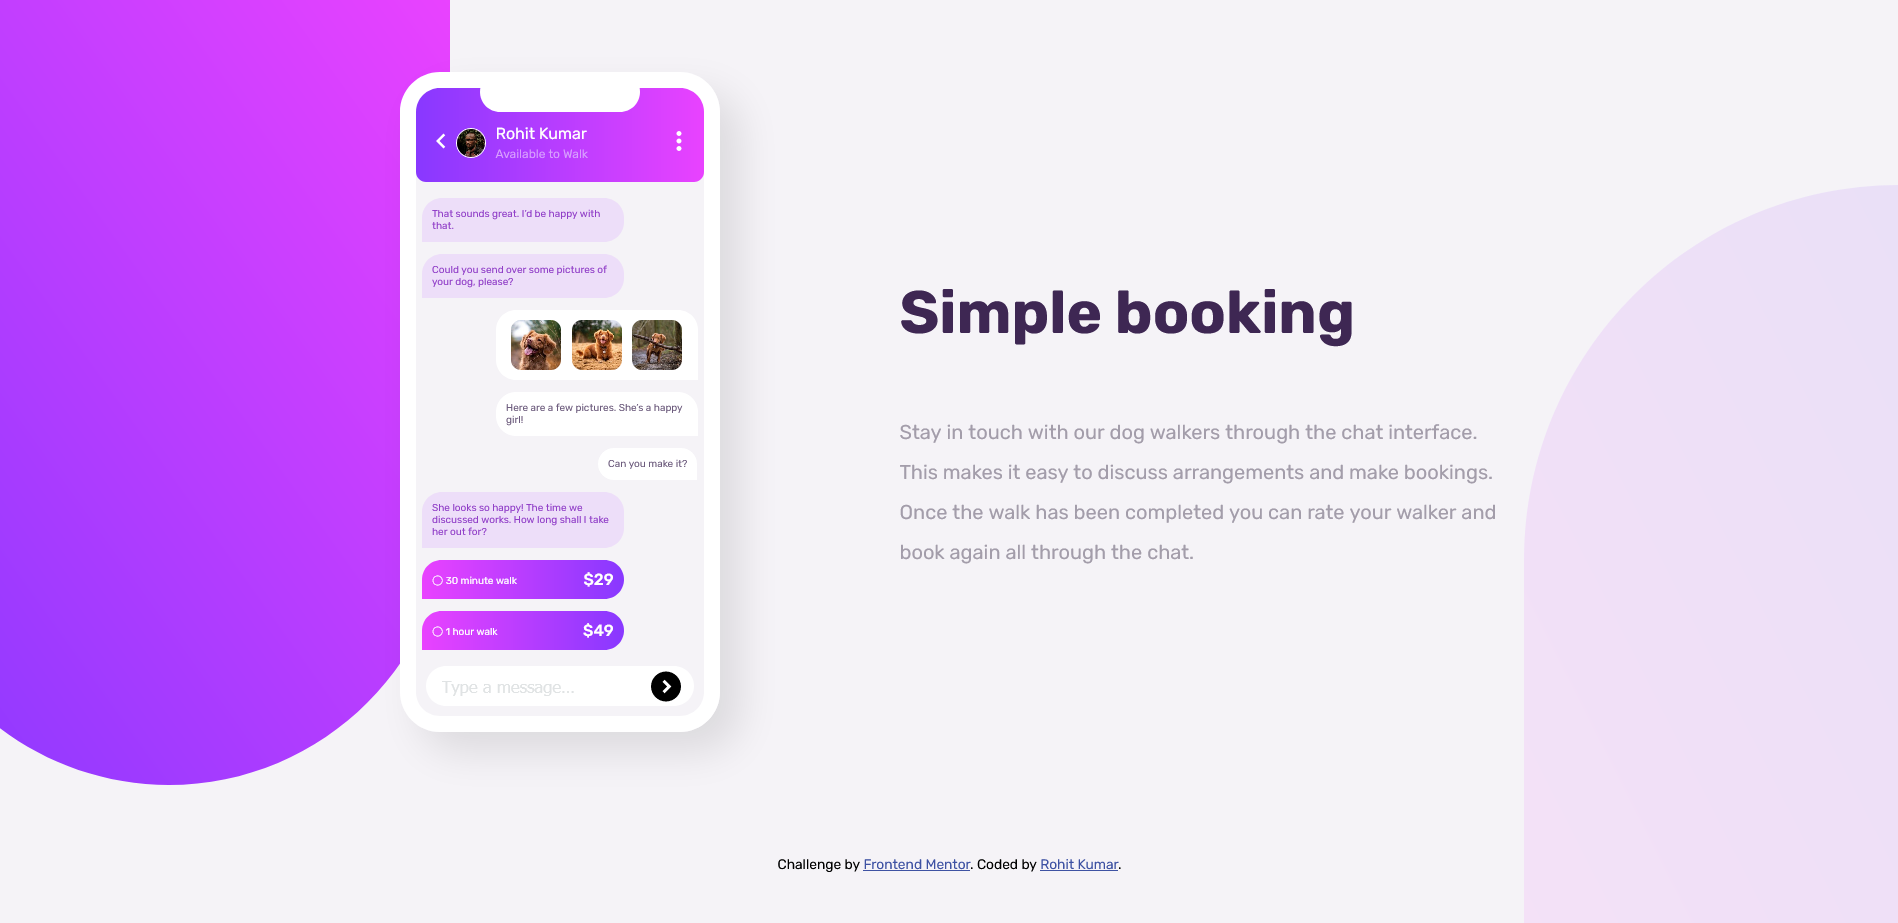 Rohit Kumar
Available to Walk
That sounds great. I'd be happy with
that.
Could you send over some pictures of
your dog, please?
Here are a few pictures. She's a happy
girl!
Can you make it?
She looks so happy! The time we
discussed works. How long shall I take
her out for?
30 minute walk $29
1 hour walk $49
Type a message...
Simple booking
Stay in touch with our dog walkers through the chat interface.
This makes it easy to discuss arrangements and make bookings.
Once the walk has been completed you can rate your walker and
book again all through the chat.
Challenge by Frontend Mentor. Coded by Rohit Kumar.